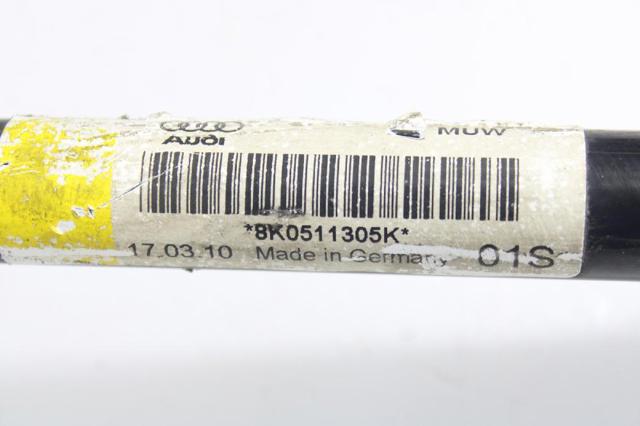 Audi MUW
*8K0511305K*
17.03.10 Made in Germany 01S